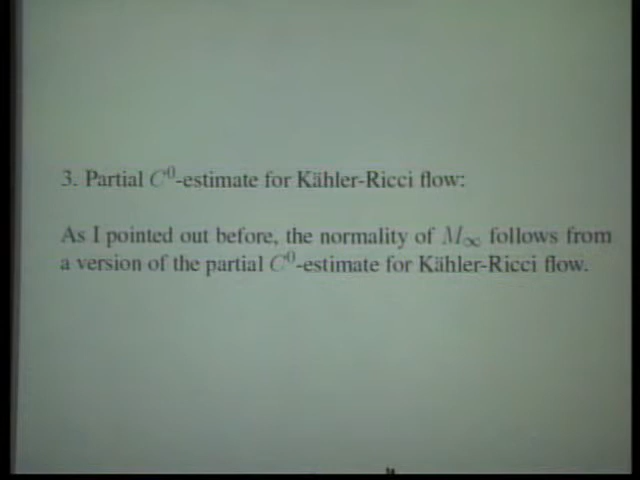 3. Partial C⁰-estimate for Kähler-Ricci flow:
As I pointed out before, the normality of M∞ follows from
a version of the partial C⁰-estimate for Kähler-Ricci flow.